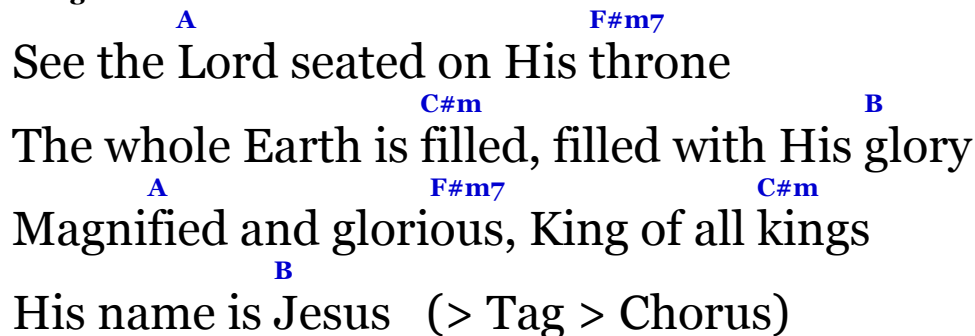 A F#m7
See the Lord seated on His throne
C#m B
The whole Earth is filled, filled with His glory
A F#m7 C#m
Magnified and glorious, King of all kings
B
His name is Jesus (> Tag > Chorus)